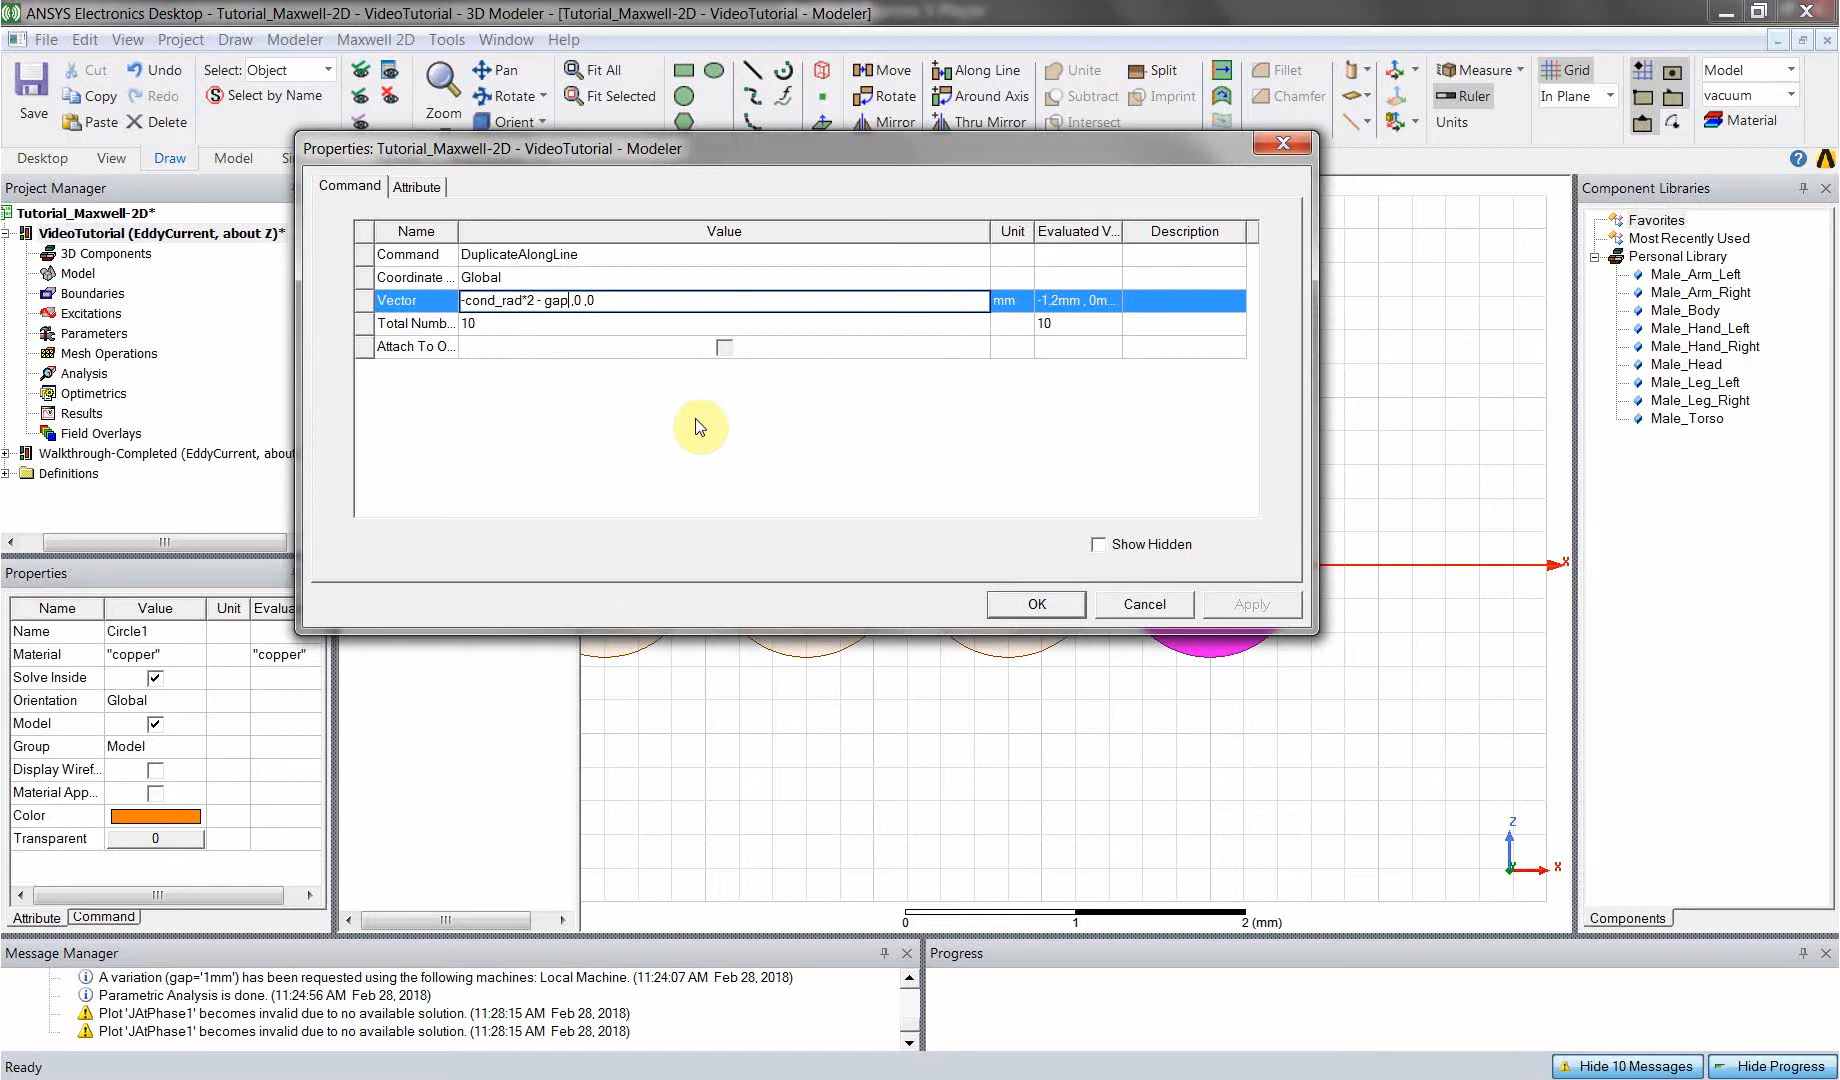 ANSYS Electronics Desktop - Tutorial_Maxwell-2D - VideoTutorial - 3D Modeler - [Tutorial_Maxwell-2D - VideoTutorial - Modeler]
File Edit View Project Draw Modeler Maxwell 2D Tools Window Help
Cut Undo Select: Object Pan Fit All Move Along Line Unite Split Fillet Measure Grid Model
Save Copy Redo Select by Name Zoom Rotate Fit Selected Rotate Around Axis Subtract Imprint Chamfer Ruler In Plane vacuum
Paste Delete Orient Mirror Thru Mirror Intersect Units Material
Desktop View Draw Model
Properties: Tutorial_Maxwell-2D - VideoTutorial - Modeler
Command Attribute
Name Value Unit Evaluated V... Description
Command DuplicateAlongLine
Coordinate ... Global
Vector -cond_rad*2 - gap ,0 ,0 mm -1.2mm , 0m...
Total Numb... 10 10
Attach To O...
Show Hidden
OK Cancel Apply
Project Manager
Tutorial_Maxwell-2D*
VideoTutorial (EddyCurrent, about Z)*
3D Components
Model
Boundaries
Excitations
Parameters
Mesh Operations
Analysis
Optimetrics
Results
Field Overlays
Walkthrough-Completed (EddyCurrent, abou
Definitions
Properties
Name Value Unit Evalua
Name Circle1
Material "copper" "copper"
Solve Inside
Orientation Global
Model
Group Model
Display Wiref...
Material App...
Color
Transparent 0
Attribute Command
Component Libraries
Favorites
Most Recently Used
Personal Library
Male_Arm_Left
Male_Arm_Right
Male_Body
Male_Hand_Left
Male_Hand_Right
Male_Head
Male_Leg_Left
Male_Leg_Right
Male_Torso
Components
X
Z
X
0 1 2 (mm)
Message Manager
A variation (gap='1mm') has been requested using the following machines: Local Machine. (11:24:07 AM Feb 28, 2018)
Parametric Analysis is done. (11:24:56 AM Feb 28, 2018)
Plot 'JAtPhase1' becomes invalid due to no available solution. (11:28:15 AM Feb 28, 2018)
Plot 'JAtPhase1' becomes invalid due to no available solution. (11:28:15 AM Feb 28, 2018)
Progress
Ready
Hide 10 Messages Hide Progress